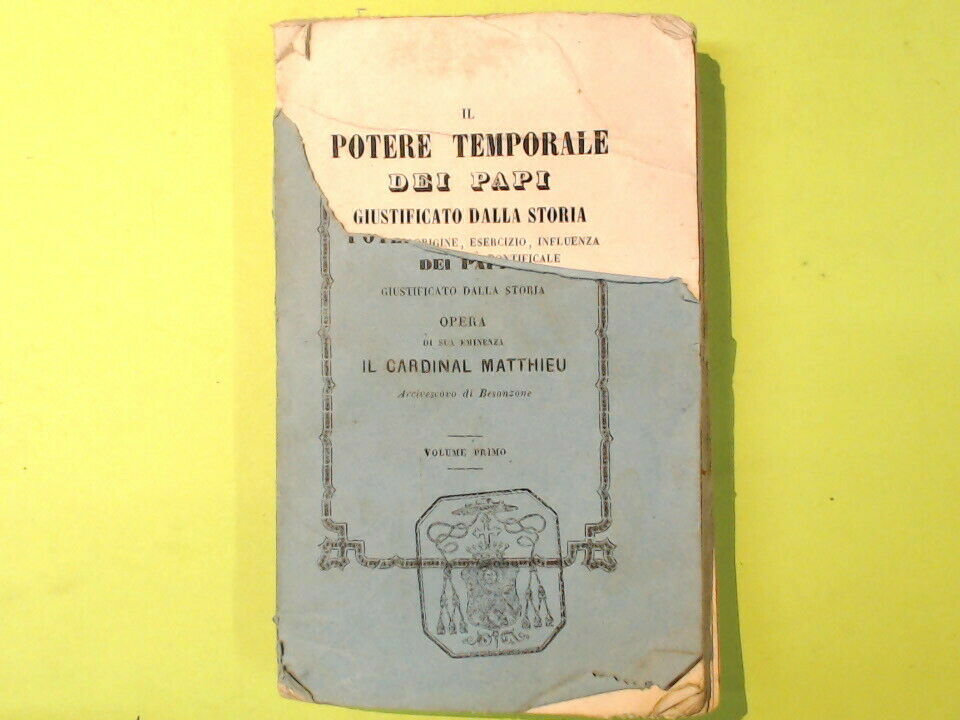 IL
POTERE TEMPORALE
DEI PAPI
GIUSTIFICATO DALLA STORIA
ORIGINE, ESERCIZIO, INFLUENZA
PONTIFICALE
DEI PAPI
GIUSTIFICATO DALLA STORIA
OPERA
DI SUA EMINENZA
IL CARDINAL MATTHIEU
Arcivescovo di Besanzone
VOLUME PRIMO